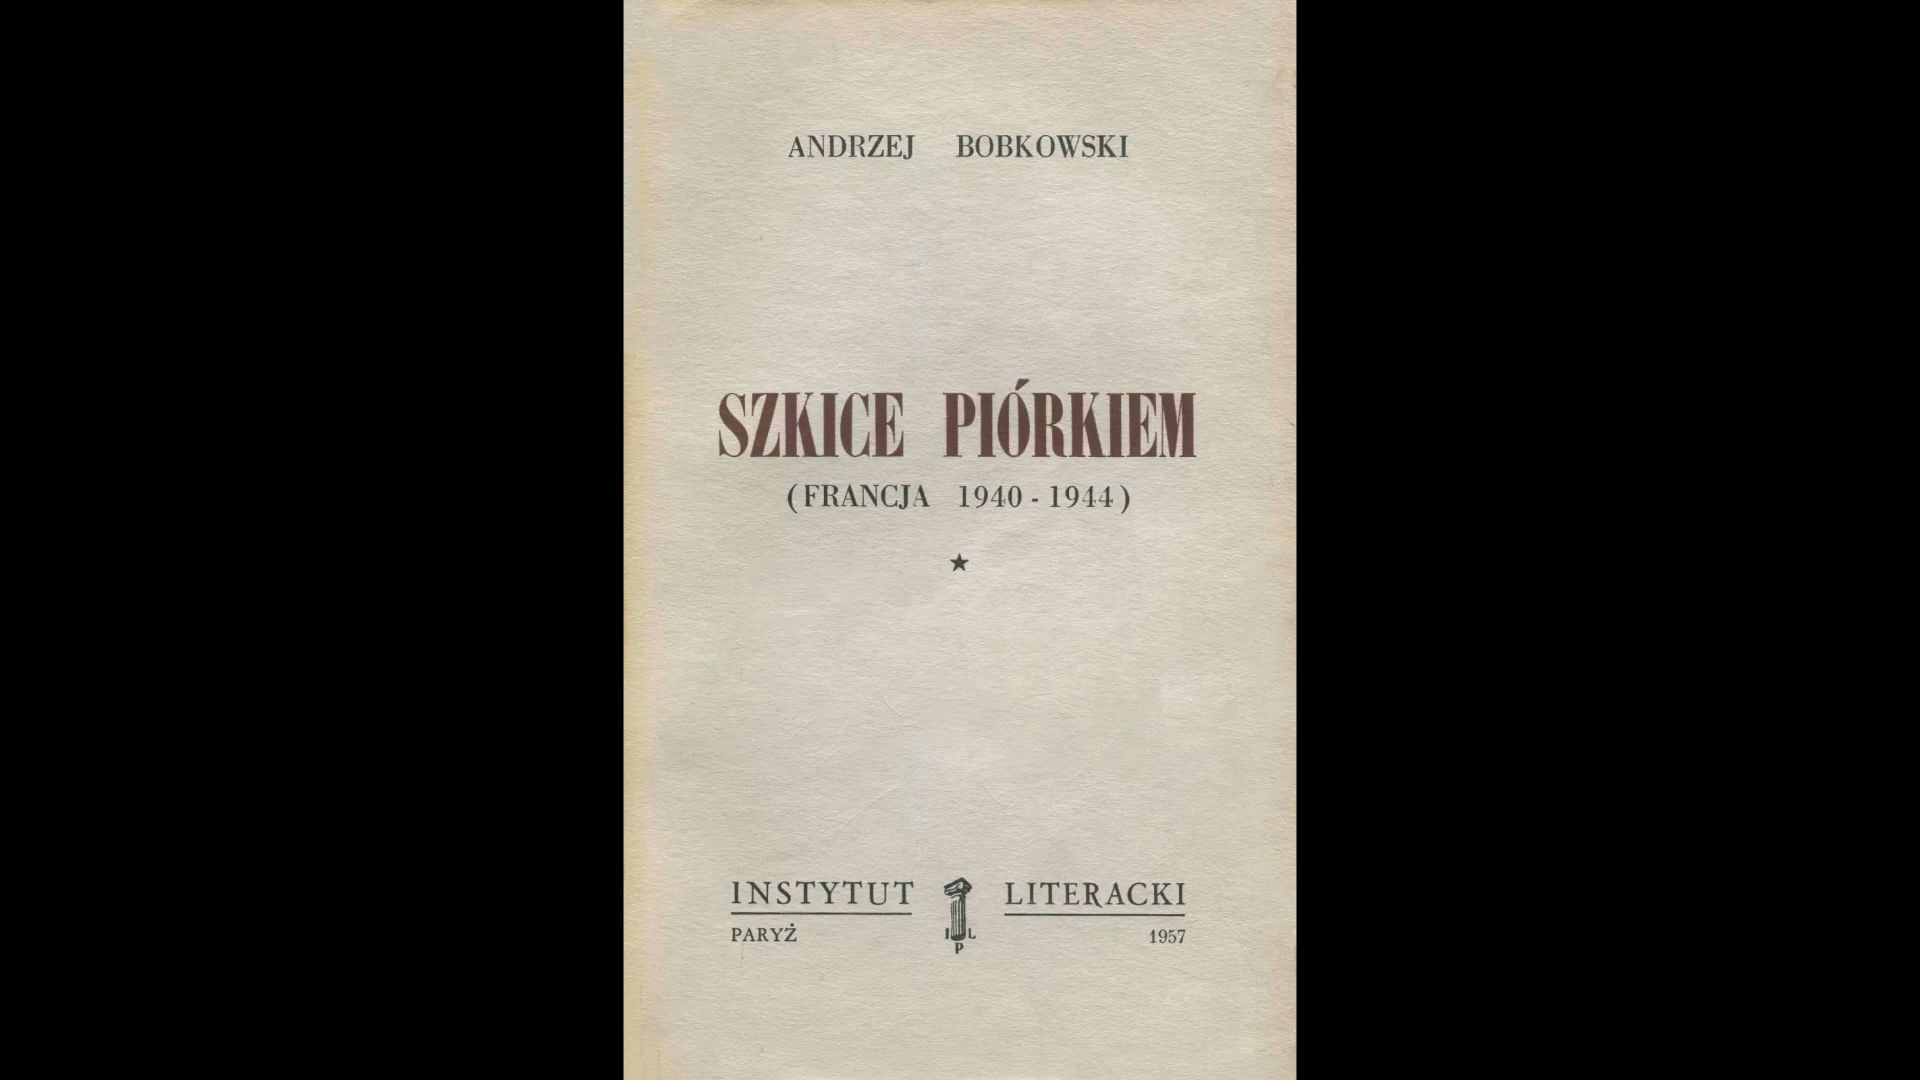 ANDRZEJ BOBKOWSKI
SZKICE PIÓRKIEM
(FRANCJA 1940 - 1944)
★
INSTYTUT LITERACKI
PARYŻ 1957
I L
P